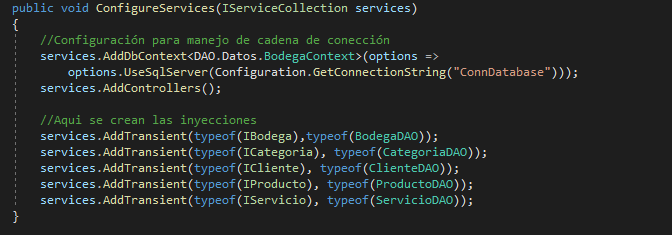 public void ConfigureServices(IServiceCollection services)
{
//Configuración para manejo de cadena de conección
services.AddDbContext<DAO.Datos.BodegaContext>(options =>
options.UseSqlServer(Configuration.GetConnectionString("ConnDatabase")));
services.AddControllers();
//Aqui se crean las inyecciones
services.AddTransient(typeof(IBodega),typeof(BodegaDAO));
services.AddTransient(typeof(ICategoria), typeof(CategoriaDAO));
services.AddTransient(typeof(ICliente), typeof(ClienteDAO));
services.AddTransient(typeof(IProducto), typeof(ProductoDAO));
services.AddTransient(typeof(IServicio), typeof(ServicioDAO));
}